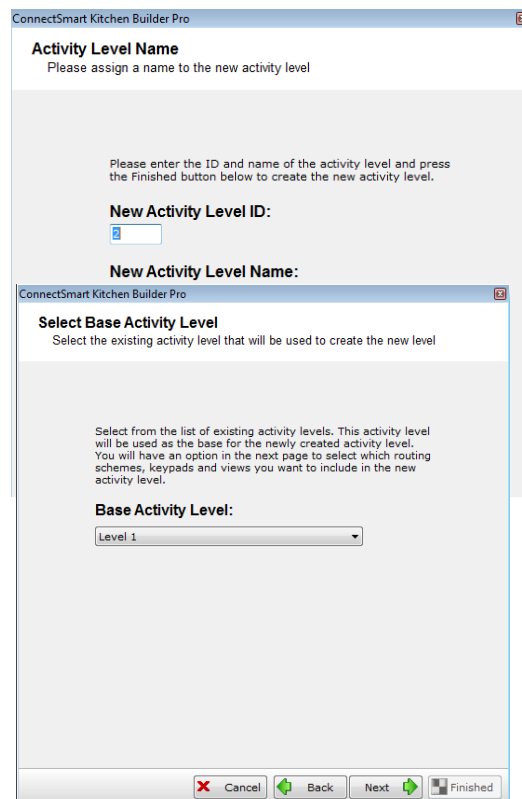 ConnectSmart Kitchen Builder Pro
Activity Level Name
Please assign a name to the new activity level
Please enter the ID and name of the activity level and press
the Finished button below to create the new activity level.
New Activity Level ID:
2
New Activity Level Name:
ConnectSmart Kitchen Builder Pro
Select Base Activity Level
Select the existing activity level that will be used to create the new level
Select from the list of existing activity levels. This activity level
will be used as the base for the newly created activity level.
You will have an option in the next page to select which routing
schemes, keypads and views you want to include in the new
activity level.
Base Activity Level:
Level 1
Cancel Back Next Finished